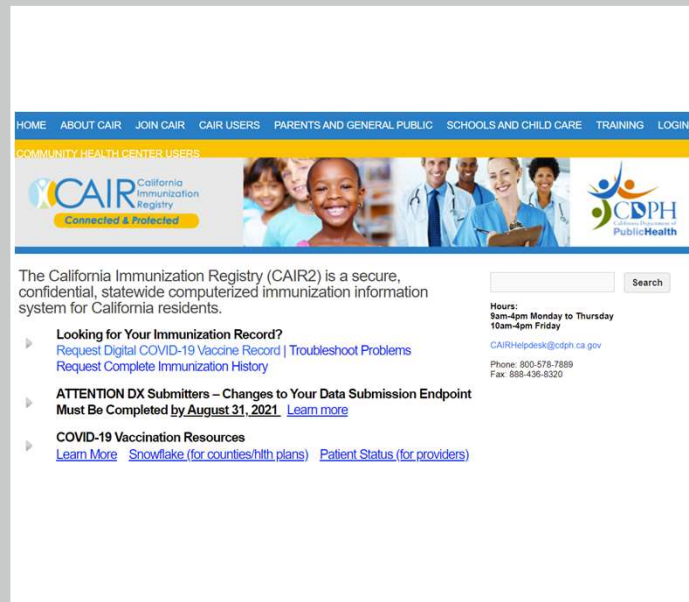 HOME ABOUT CAIR JOIN CAIR CAIR USERS PARENTS AND GENERAL PUBLIC SCHOOLS AND CHILD CARE TRAINING LOGIN
COMMUNITY HEALTH CENTER USERS
CAIR California
Immunization
Registry
Connected & Protected
CDPH
California Department of
PublicHealth
The California Immunization Registry (CAIR2) is a secure,
confidential, statewide computerized immunization information
system for California residents.
Looking for Your Immunization Record?
Request Digital COVID-19 Vaccine Record | Troubleshoot Problems
Request Complete Immunization History
ATTENTION DX Submitters – Changes to Your Data Submission Endpoint
Must Be Completed by August 31, 2021 Learn more
COVID-19 Vaccination Resources
Learn More Snowflake (for counties/hlth plans) Patient Status (for providers)
Search
Hours:
9am-4pm Monday to Thursday
10am-4pm Friday
CAIRHelpdesk@cdph.ca.gov
Phone: 800-578-7889
Fax: 888-436-8320